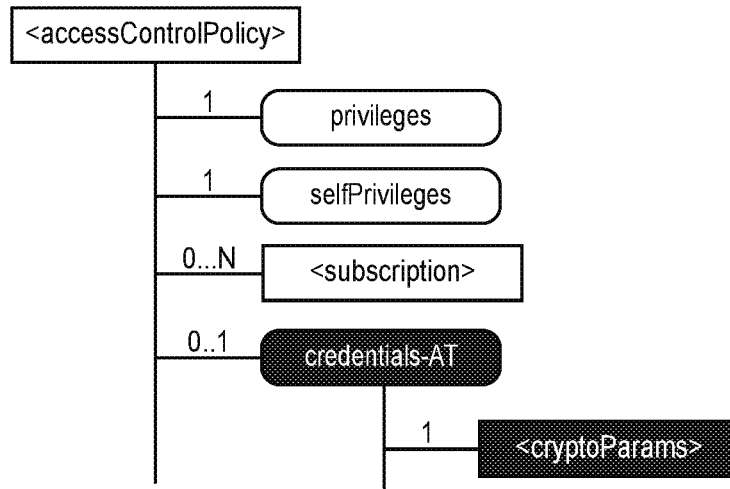 <accessControlPolicy>
1
privileges
1
selfPrivileges
0...N
<subscription>
0..1
credentials-AT
1
<cryptoParams>